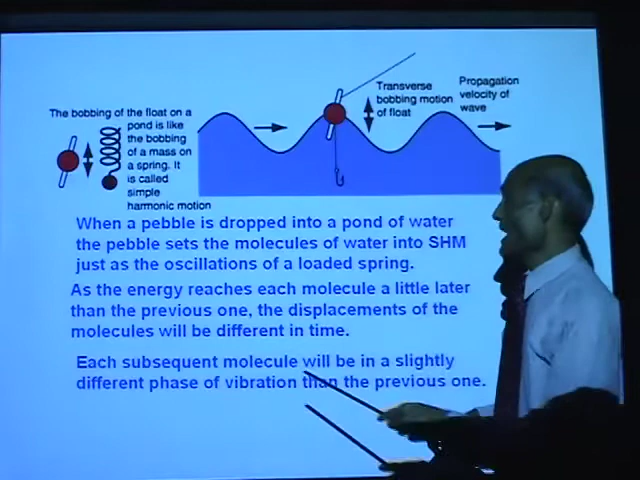 The bobbing of the float on a
pond is like
the bobbing
of a mass on
a spring. It
is called
simple
harmonic motion
Transverse
bobbing motion
of float
Propagation
velocity of
wave
When a pebble is dropped into a pond of water
the pebble sets the molecules of water into SHM
just as the oscillations of a loaded spring.
As the energy reaches each molecule a little later
than the previous one, the displacements of the
molecules will be different in time.
Each subsequent molecule will be in a slightly
different phase of vibration than the previous one.